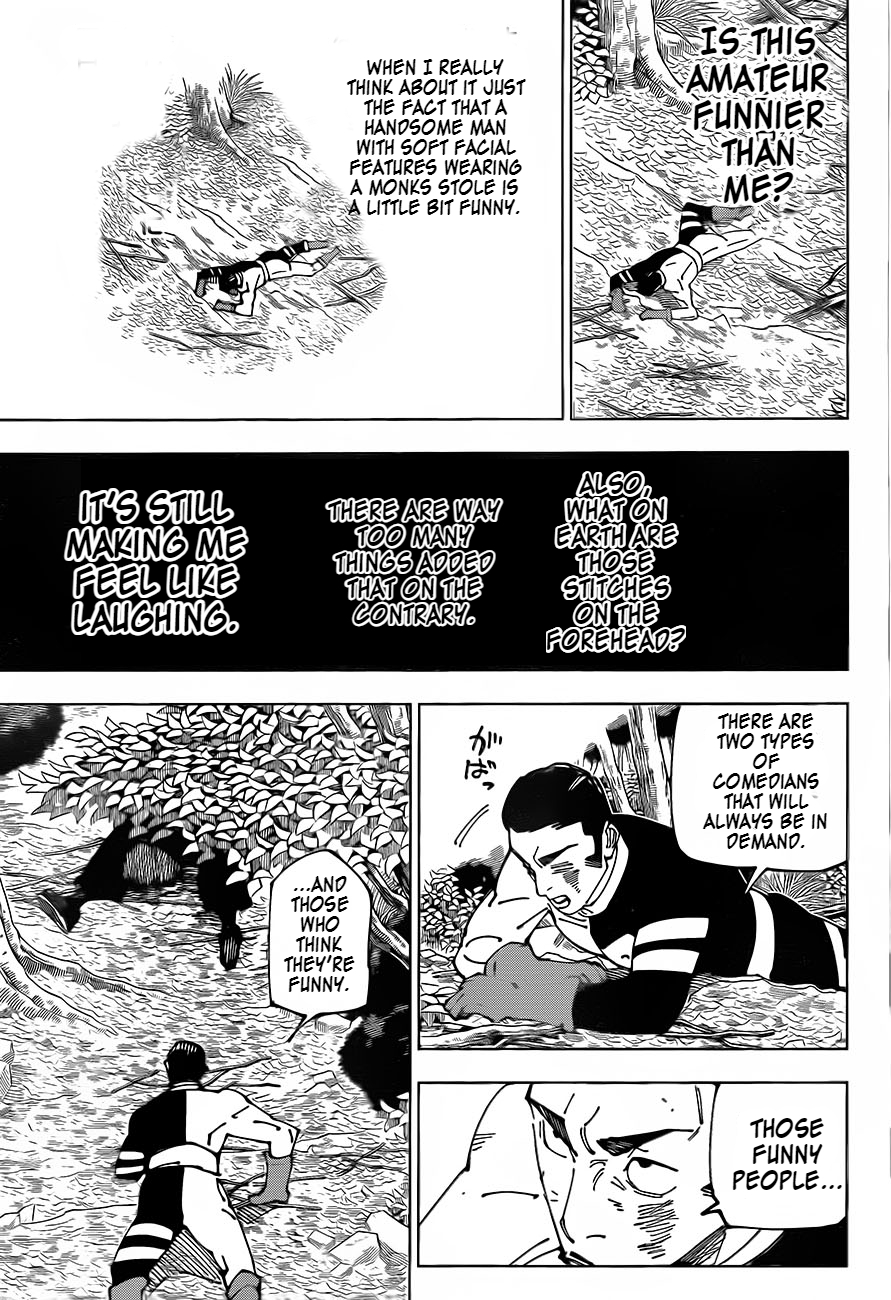 IS THIS
AMATEUR
FUNNIER
THAN
ME?
WHEN I REALLY
THINK ABOUT IT JUST
THE FACT THAT A
HANDSOME MAN
WITH SOFT FACIAL
FEATURES WEARING
A MONKS STOLE IS
A LITTLE BIT FUNNY.
ALSO,
WHAT ON
EARTH ARE
THOSE
STITCHES
ON THE
FOREHEAD?
THERE ARE WAY
TOO MANY
THINGS ADDED
THAT ON THE
CONTRARY.
IT'S STILL
MAKING ME
FEEL LIKE
LAUGHING.
THERE ARE
TWO TYPES
OF
COMEDIANS
THAT WILL
ALWAYS BE IN
DEMAND.
がばっ
THOSE
FUNNY
PEOPLE...
...AND
THOSE
WHO
THINK
THEY'RE
FUNNY.